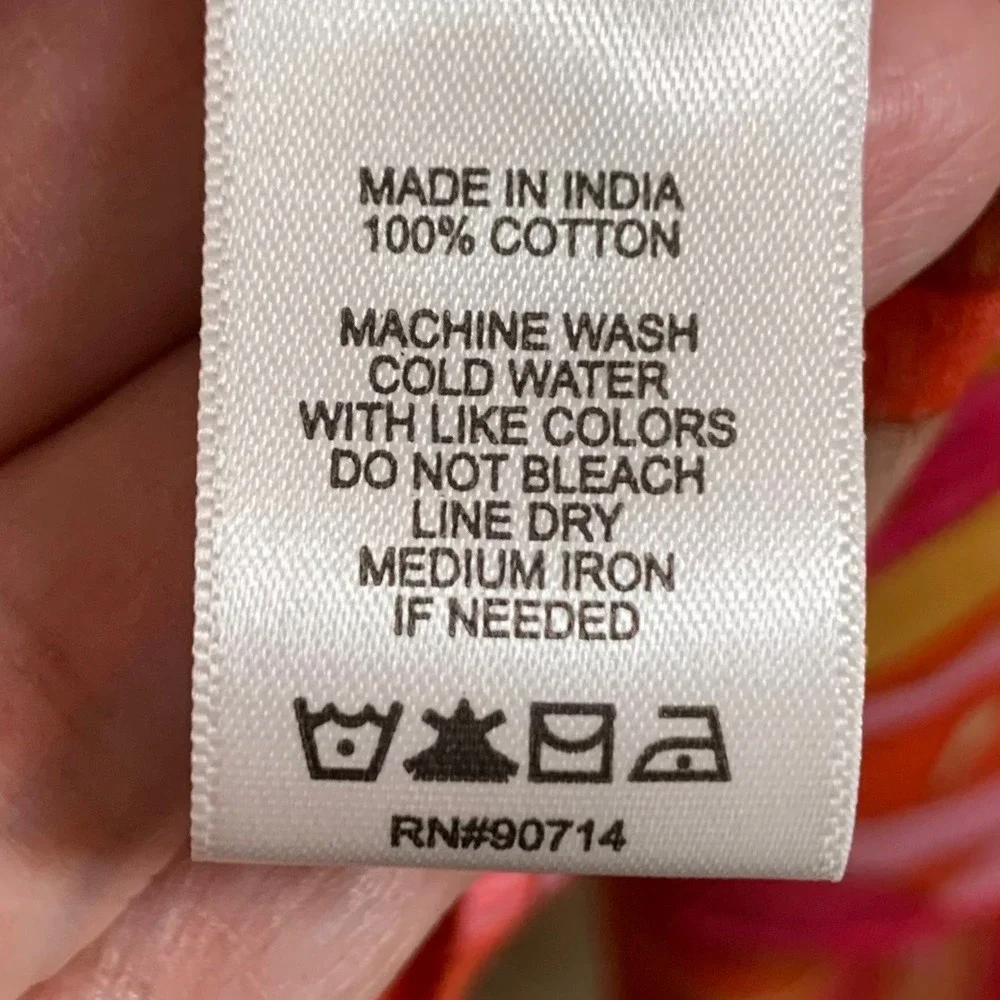 MADE IN INDIA
100% COTTON
MACHINE WASH
COLD WATER
WITH LIKE COLORS
DO NOT BLEACH
LINE DRY
MEDIUM IRON
IF NEEDED
RN#90714